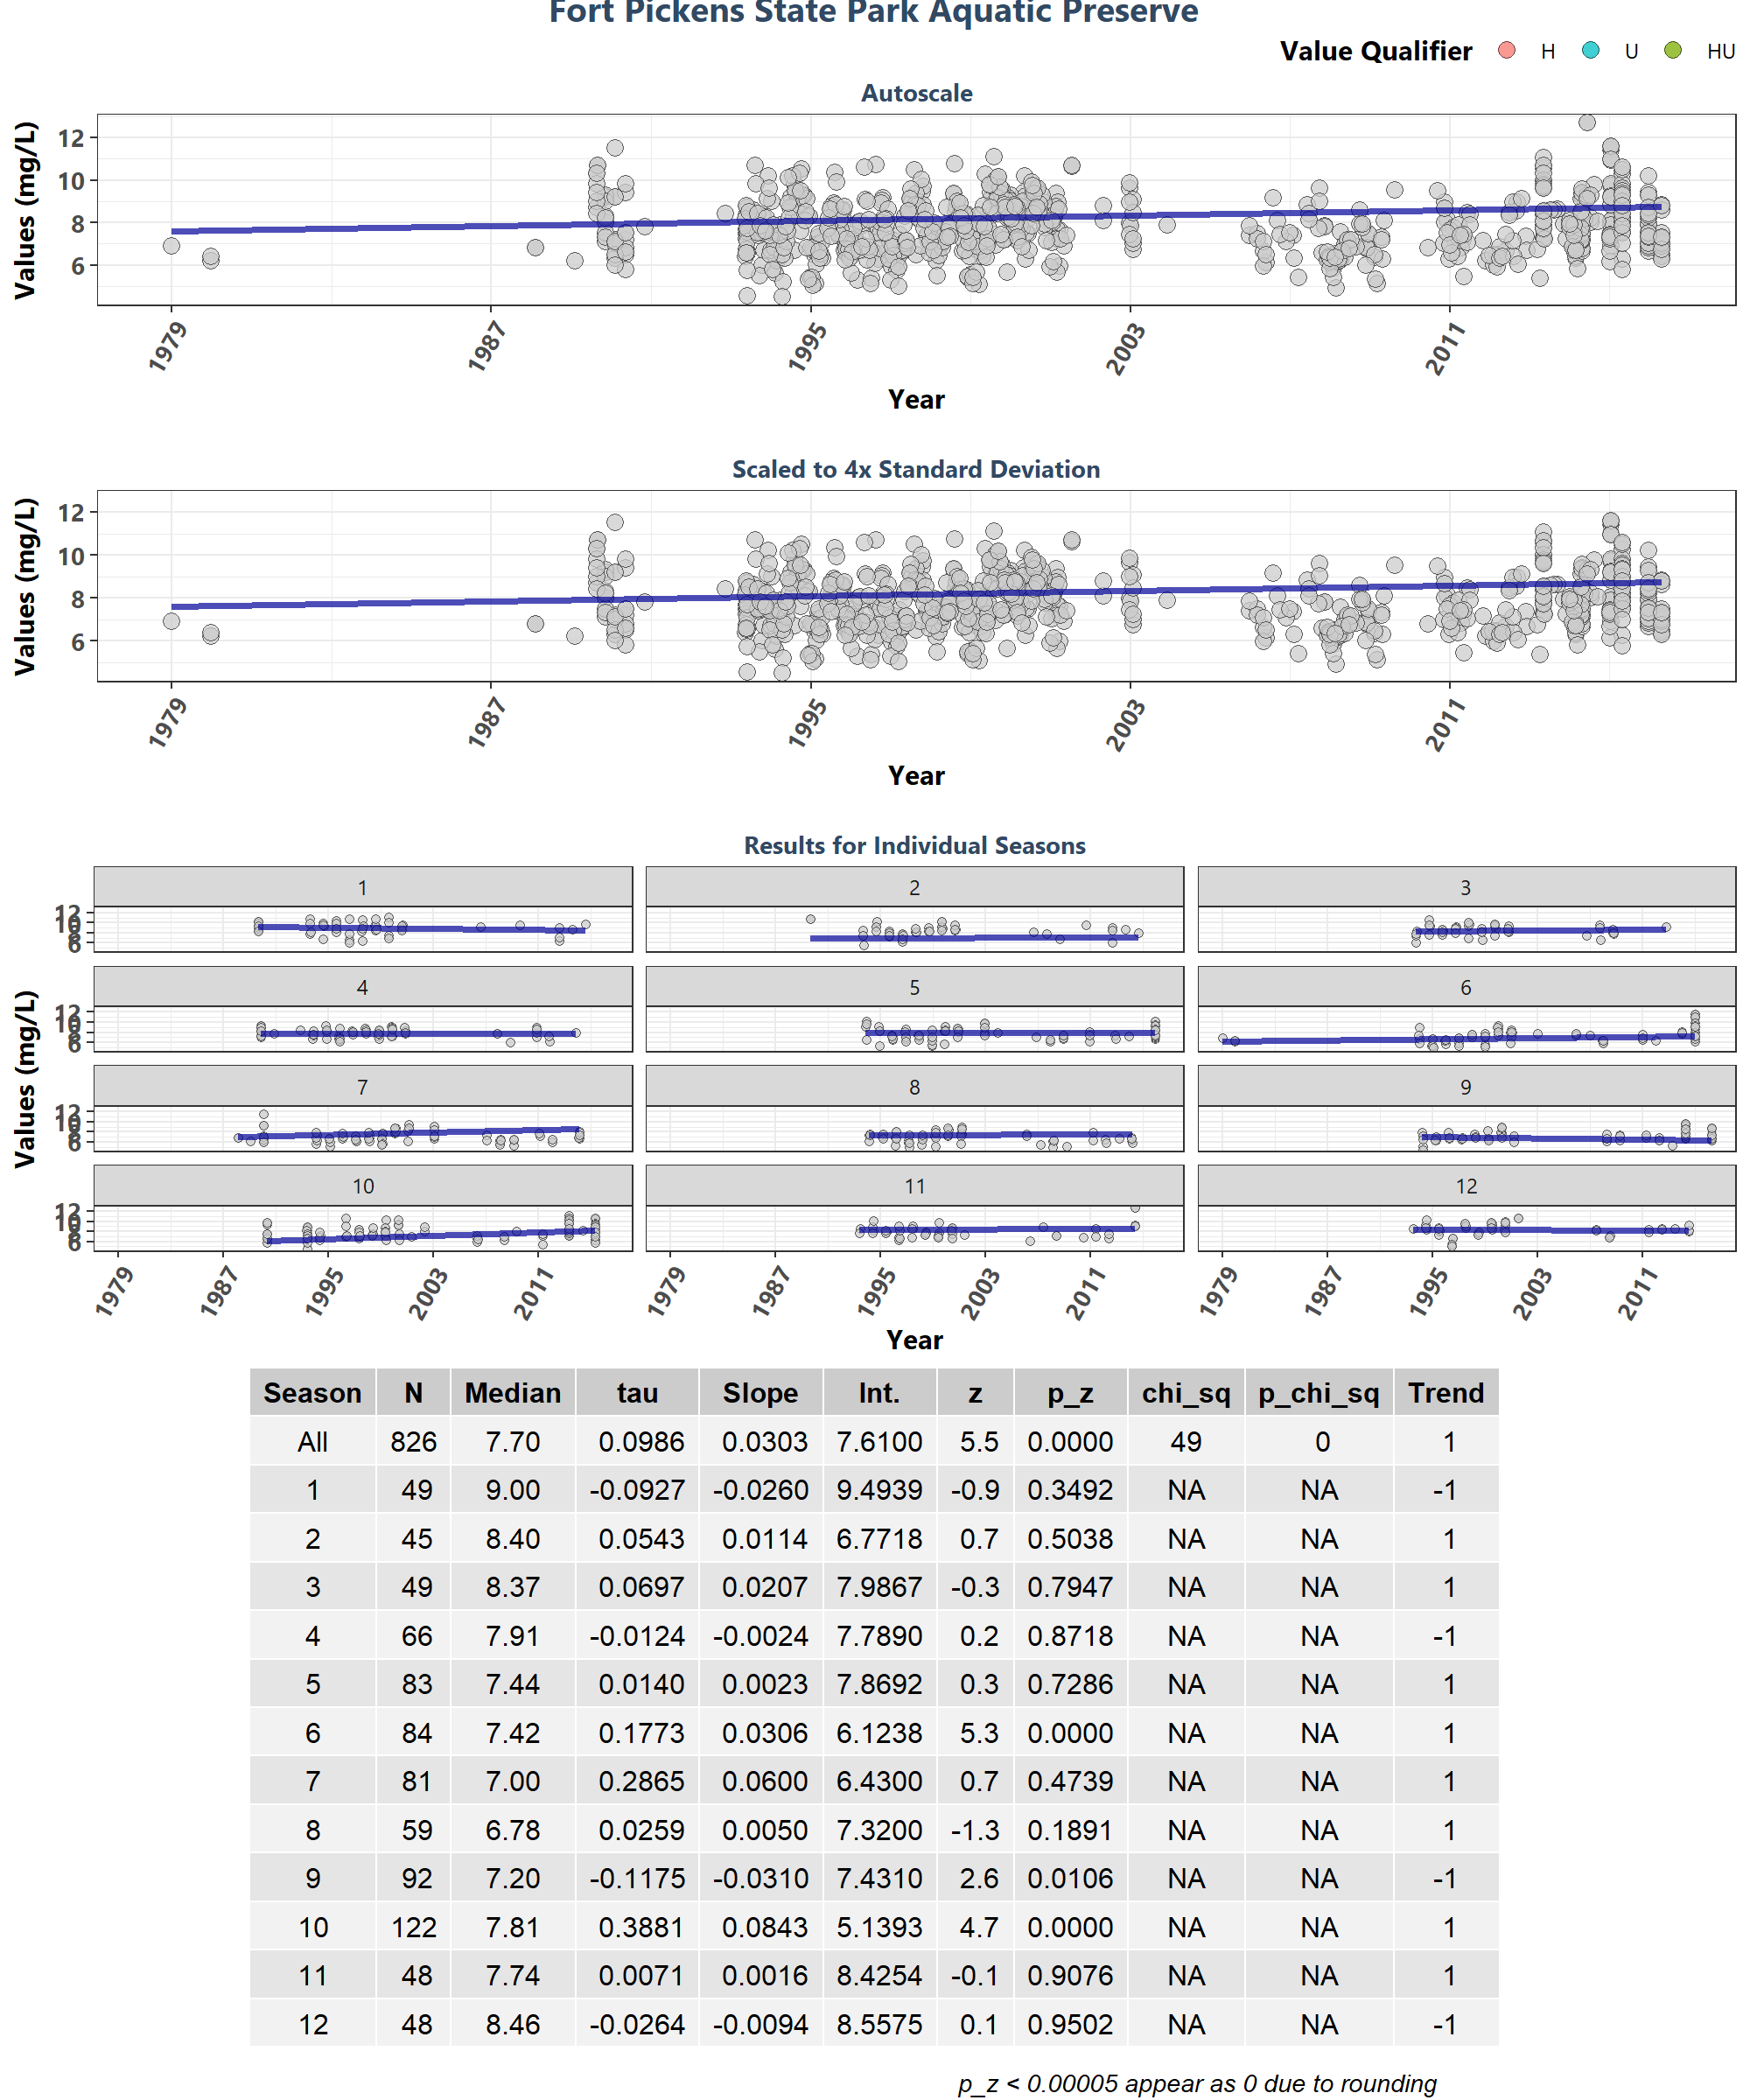 Fort Pickens State Park Aquatic Preserve
Value Qualifier H U HU
Autoscale
Values (mg/L)
12
10
8
6
1979 1987 1995 2003 2011
Year
Scaled to 4x Standard Deviation
Values (mg/L)
12
10
8
6
1979 1987 1995 2003 2011
Year
Results for Individual Seasons
Values (mg/L)
1 2 3
12
10
8
6
4 5 6
12
10
8
6
7 8 9
12
10
8
6
10 11 12
12
10
8
6
1979 1987 1995 2003 2011 1979 1987 1995 2003 2011 1979 1987 1995 2003 2011
Year
Season N Median tau Slope Int. z p_z chi_sq p_chi_sq Trend
All 826 7.70 0.0986 0.0303 7.6100 5.5 0.0000 49 0 1
1 49 9.00 -0.0927 -0.0260 9.4939 -0.9 0.3492 NA NA -1
2 45 8.40 0.0543 0.0114 6.7718 0.7 0.5038 NA NA 1
3 49 8.37 0.0697 0.0207 7.9867 -0.3 0.7947 NA NA 1
4 66 7.91 -0.0124 -0.0024 7.7890 0.2 0.8718 NA NA -1
5 83 7.44 0.0140 0.0023 7.8692 0.3 0.7286 NA NA 1
6 84 7.42 0.1773 0.0306 6.1238 5.3 0.0000 NA NA 1
7 81 7.00 0.2865 0.0600 6.4300 0.7 0.4739 NA NA 1
8 59 6.78 0.0259 0.0050 7.3200 -1.3 0.1891 NA NA 1
9 92 7.20 -0.1175 -0.0310 7.4310 2.6 0.0106 NA NA -1
10 122 7.81 0.3881 0.0843 5.1393 4.7 0.0000 NA NA 1
11 48 7.74 0.0071 0.0016 8.4254 -0.1 0.9076 NA NA 1
12 48 8.46 -0.0264 -0.0094 8.5575 0.1 0.9502 NA NA -1
p_z < 0.00005 appear as 0 due to rounding